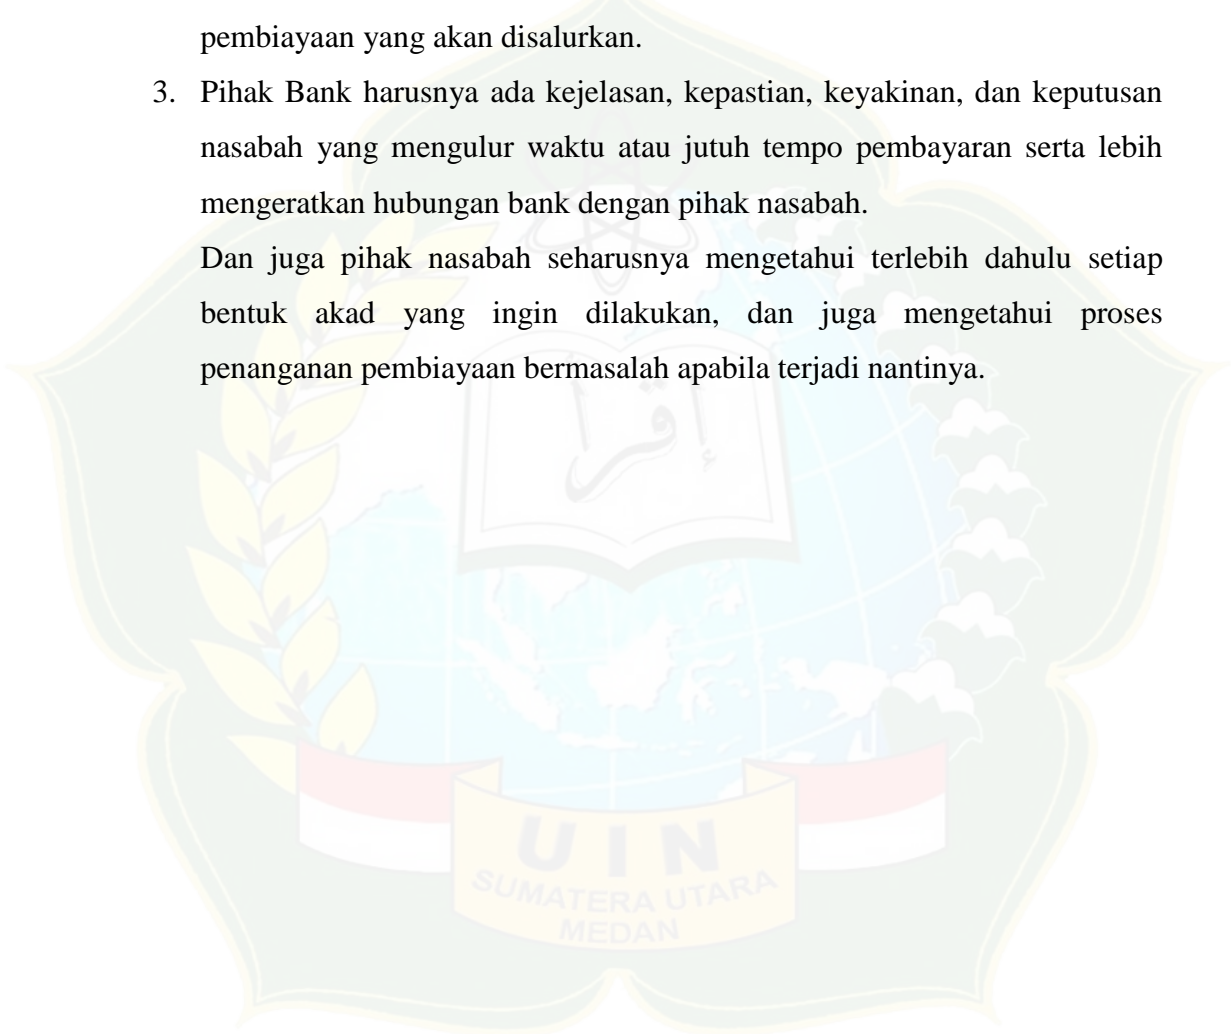 pembiayaan yang akan disalurkan.
3. Pihak Bank harusnya ada kejelasan, kepastian, keyakinan, dan keputusan
nasabah yang mengulur waktu atau jutuh tempo pembayaran serta lebih
mengeratkan hubungan bank dengan pihak nasabah.
Dan juga pihak nasabah seharusnya mengetahui terlebih dahulu setiap
bentuk akad yang ingin dilakukan, dan juga mengetahui proses
penanganan pembiayaan bermasalah apabila terjadi nantinya.
إقرأ
UIN
SUMATERA UTARA
MEDAN